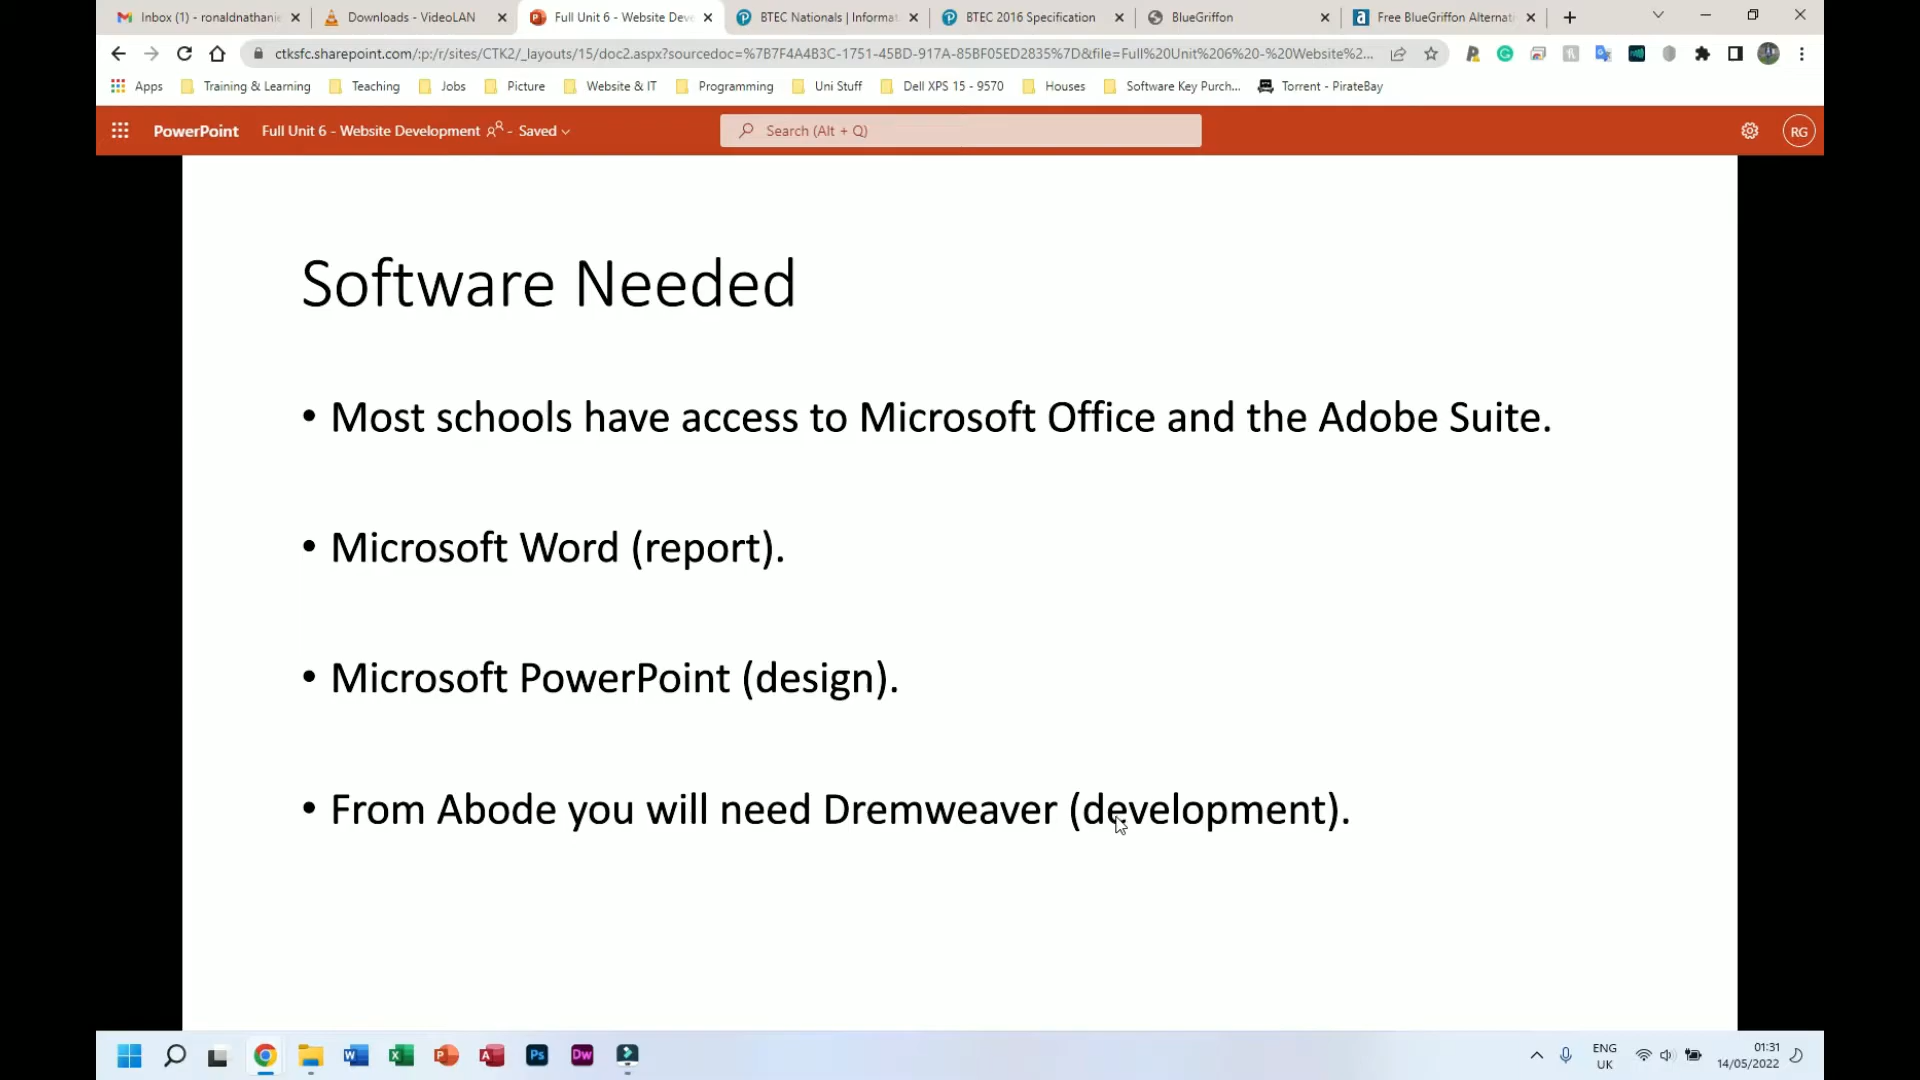 Inbox (1) - ronaldnathanie
Downloads - VideoLAN
Full Unit 6 - Website Deve
BTEC Nationals | Informat
BTEC 2016 Specification
BlueGriffon
Free BlueGriffon Alternati
ctksfc.sharepoint.com/:p:/r/sites/CTK2/_layouts/15/doc2.aspx?sourcedoc=%7B7F4A4B3C-1751-45BD-917A-85BF05ED2835%7D&file=Full%20Unit%206%20-%20Website%2...
Apps Training & Learning Teaching Jobs Picture Website & IT Programming Uni Stuff Dell XPS 15 - 9570 Houses Software Key Purch... Torrent - PirateBay
PowerPoint Full Unit 6 - Website Development - Saved Search (Alt + Q) RG
Software Needed
• Most schools have access to Microsoft Office and the Adobe Suite.
• Microsoft Word (report).
• Microsoft PowerPoint (design).
• From Abode you will need Dremweaver (development).
Ps Dw
ENG
UK
01:31
14/05/2022